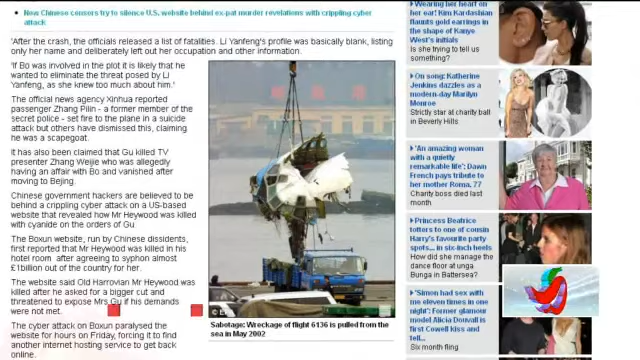 New Chinese censors try to silence U.S. website behind ex-pat murder revelations with crippling cyber
attack
'After the crash, the officials released a list of fatalities. Li Yanfeng's profile was basically blank, listing
only her name and deliberately left out her occupation and other information.
'If Bo was involved in the plot it is likely that he
wanted to eliminate the threat posed by Li
Yanfeng, as she knew too much about him.'
The official news agency Xinhua reported
passenger Zhang Pilin - a former member of the
secret police - set fire to the plane in a suicide
attack but others have dismissed this, claiming
he was a scapegoat.
It has also been claimed that Gu killed TV
presenter Zhang Weijie who was allegedly
having an affair with Bo and vanished after
moving to Beijing.
Chinese government hackers are believed to be
behind a crippling cyber attack on a US-based
website that revealed how Mr Heywood was killed
with cyanide on the orders of Gu.
The Boxun website, run by Chinese dissidents,
first reported that Mr Heywood was killed in his
hotel room after agreeing to syphon almost
£1billion out of the country for her.
The website said Old Harrovian Mr Heywood was
killed after he asked for a bigger cut and
threatened to expose Mrs Gu if his demands
were not met.
The cyber attack on Boxun paralysed the
website for hours on Friday, forcing it to find
another internet hosting service to get back
online.
Sabotage: Wreckage of flight 6136 is pulled from the
sea in May 2002
Wearing her heart on
her ear! Kim Kardashian
flaunts gold earrings in
the shape of Kanye
West's initials
Is she trying to tell us
something?
On song: Katherine
Jenkins dazzles as a
modern-day Marilyn
Monroe
Strictly star at charity ball
in Beverly Hills
'An amazing woman
with a quietly
remarkable life': Dawn
French pays tribute to
her mother Roma, 77
Charity boss died last
month
Princess Beatrice
totters to one of cousin
Harry's favourite party
spots... in six-inch heels
How did she manage the
dance floor at unga
Bunga in Battersea?
'Simon had sex with
me eleven times in one
night': Former glamour
model Alicia Douvall is
first Cowell kiss and
tell...
Six month fling